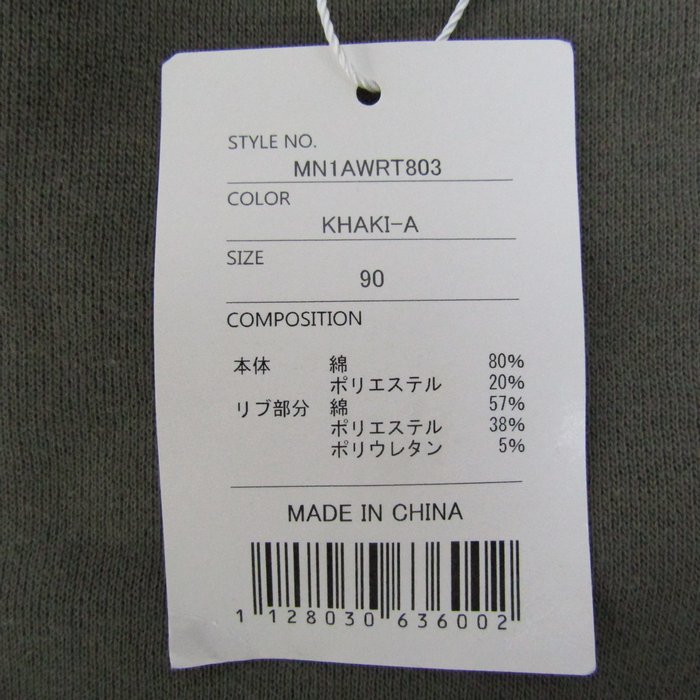 STYLE NO.
MN1AWRT803
COLOR
KHAKI-A
SIZE
90
COMPOSITION
本体 綿 80%
ポリエステル 20%
リブ部分 綿 57%
ポリエステル 38%
ポリウレタン 5%
MADE IN CHINA
1 128030 636002